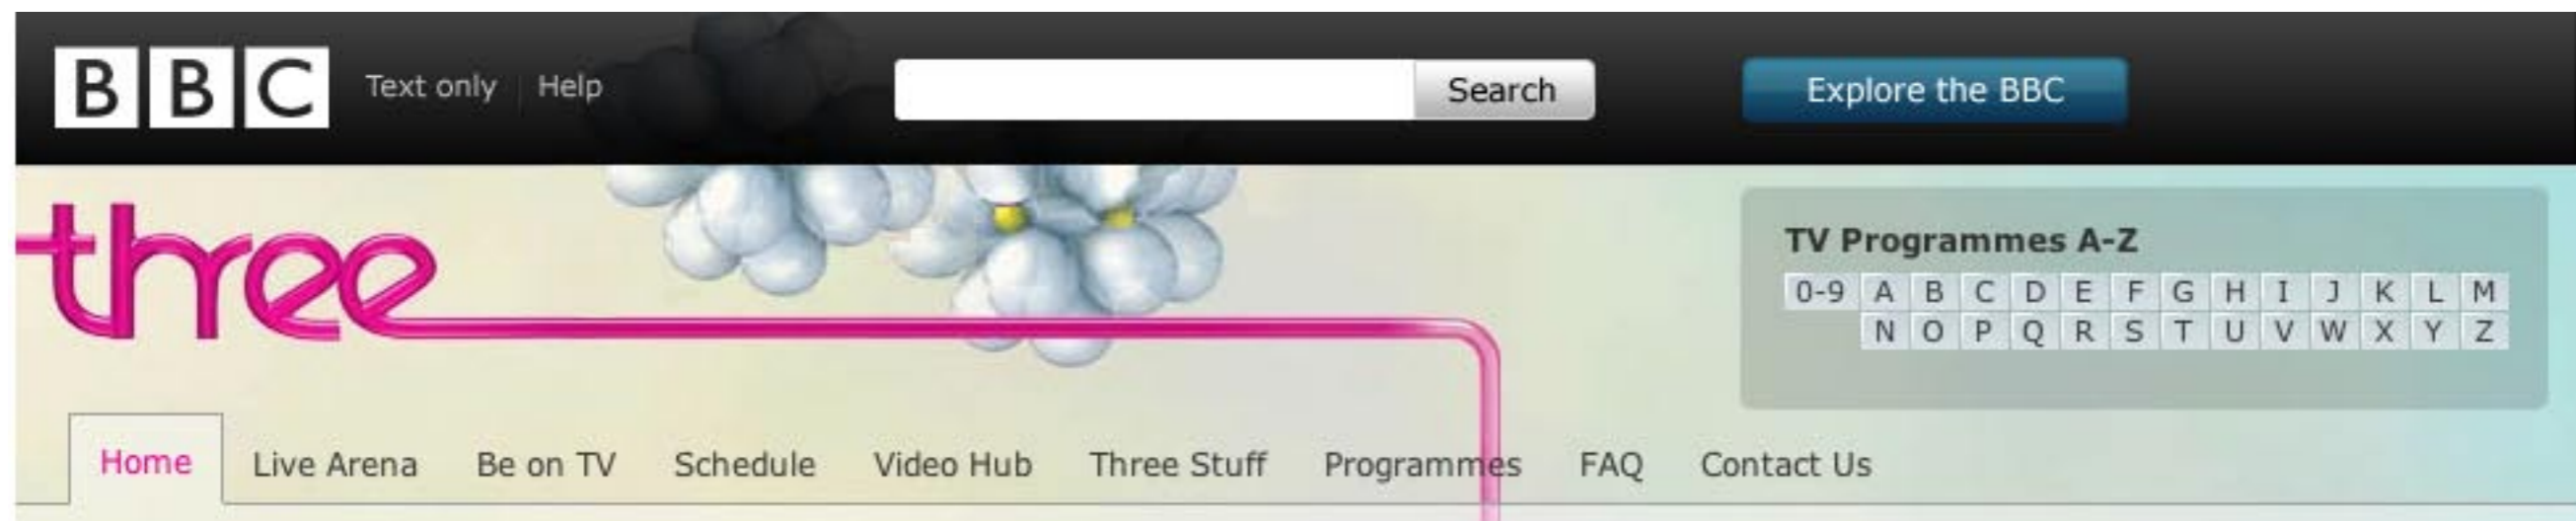 BBC Text only Help Search Explore the BBC
three
TV Programmes A-Z
0-9 A B C D E F G H I J K L M
N O P Q R S T U V W X Y Z
Home Live Arena Be on TV Schedule Video Hub Three Stuff Programmes FAQ Contact Us